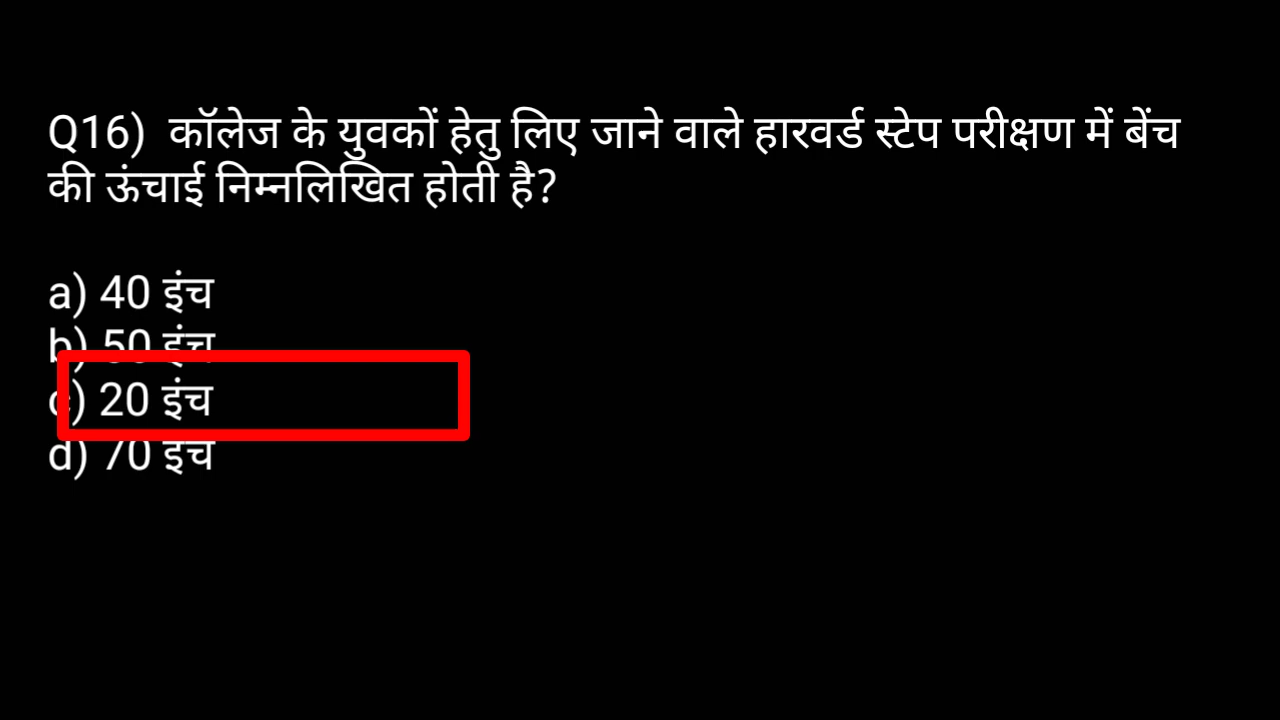 Q16) कॉलेज के युवकों हेतु लिए जाने वाले हारवर्ड स्टेप परीक्षण में बेंच
की ऊंचाई निम्नलिखित होती है?
a) 40 इंच
b) 50 इंच
c) 20 इंच
d) 70 इंच